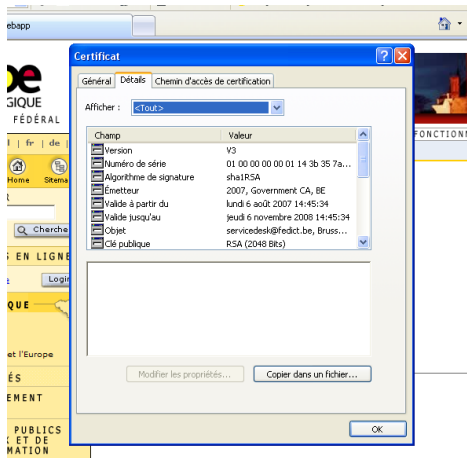 ebapp
be
GIQUE
FÉDÉRAL
l | fr | de |
Home Sitema
Cherche
S EN LIGNE
Login
QUE
et l'Europe
ÉS
EMENT
PUBLICS
K ET DE
MATION
FONCTIONN
Certificat
Général Détails Chemin d'accès de certification
Afficher : <Tout>
Champ Valeur
Version V3
Numéro de série 01 00 00 00 00 01 14 3b 35 7a...
Algorithme de signature sha1RSA
Émetteur 2007, Government CA, BE
Valide à partir du lundi 6 août 2007 14:45:34
Valide jusqu'au jeudi 6 novembre 2008 14:45:34
Objet servicedesk@fedict.be, Bruss...
Clé publique RSA (2048 Bits)
Modifier les propriétés... Copier dans un fichier...
OK